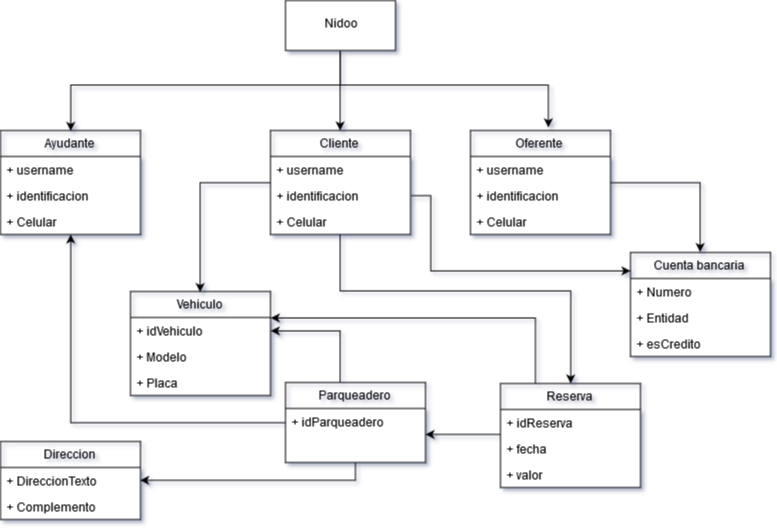 Nidoo
Ayudante
+ username
+ identificacion
+ Celular
Cliente
+ username
+ identificacion
+ Celular
Oferente
+ username
+ identificacion
+ Celular
Cuenta bancaria
+ Numero
+ Entidad
+ esCredito
Vehiculo
+ idVehiculo
+ Modelo
+ Placa
Parqueadero
+ idParqueadero
Reserva
+ idReserva
+ fecha
+ valor
Direccion
+ DireccionTexto
+ Complemento